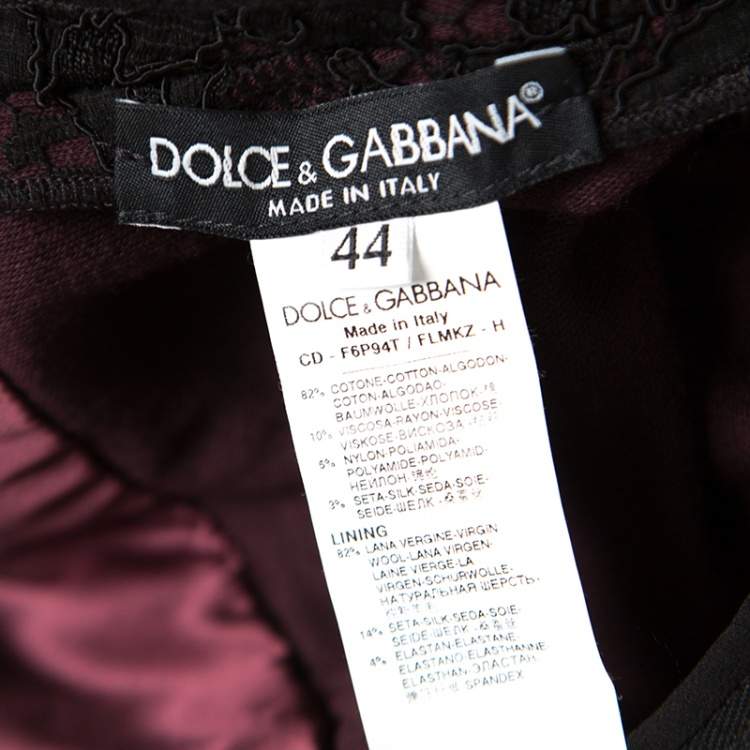 DOLCE & GABBANA®
MADE IN ITALY
44
DOLCE & GABBANA
Made in Italy
CD - F6P94T / FLMKZ - H
82% COTONE-COTTON-ALGODON-
COTON-ALGODAO-
BAUMWOLLE-ХЛОПОК-
10% VISCOSA-RAYON-VISCOSE-
VISKOSE-ВИСКОЗА-
5% NYLON-POLIAMIDA-
POLYAMIDE-POLYAMID-
НЕЙЛОН-
3% SETA-SILK-SEDA-SOIE-
SEIDE-ШЕЛК-
LINING
82% LANA VERGINE-VIRGIN
WOOL-LANA VIRGEN-
LAINE VIERGE-LA
VIRGEN-SCHURWOLLE-
НАТУРАЛЬНАЯ ШЕРСТЬ-
14% SETA-SILK-SEDA-SOIE-
SEIDE-ШЕЛК-
4% ELASTAN-ELASTANE-
ELASTANO ELASTHANNE-
ELASTHAN-ЭЛАСТАН-
SPANDEX